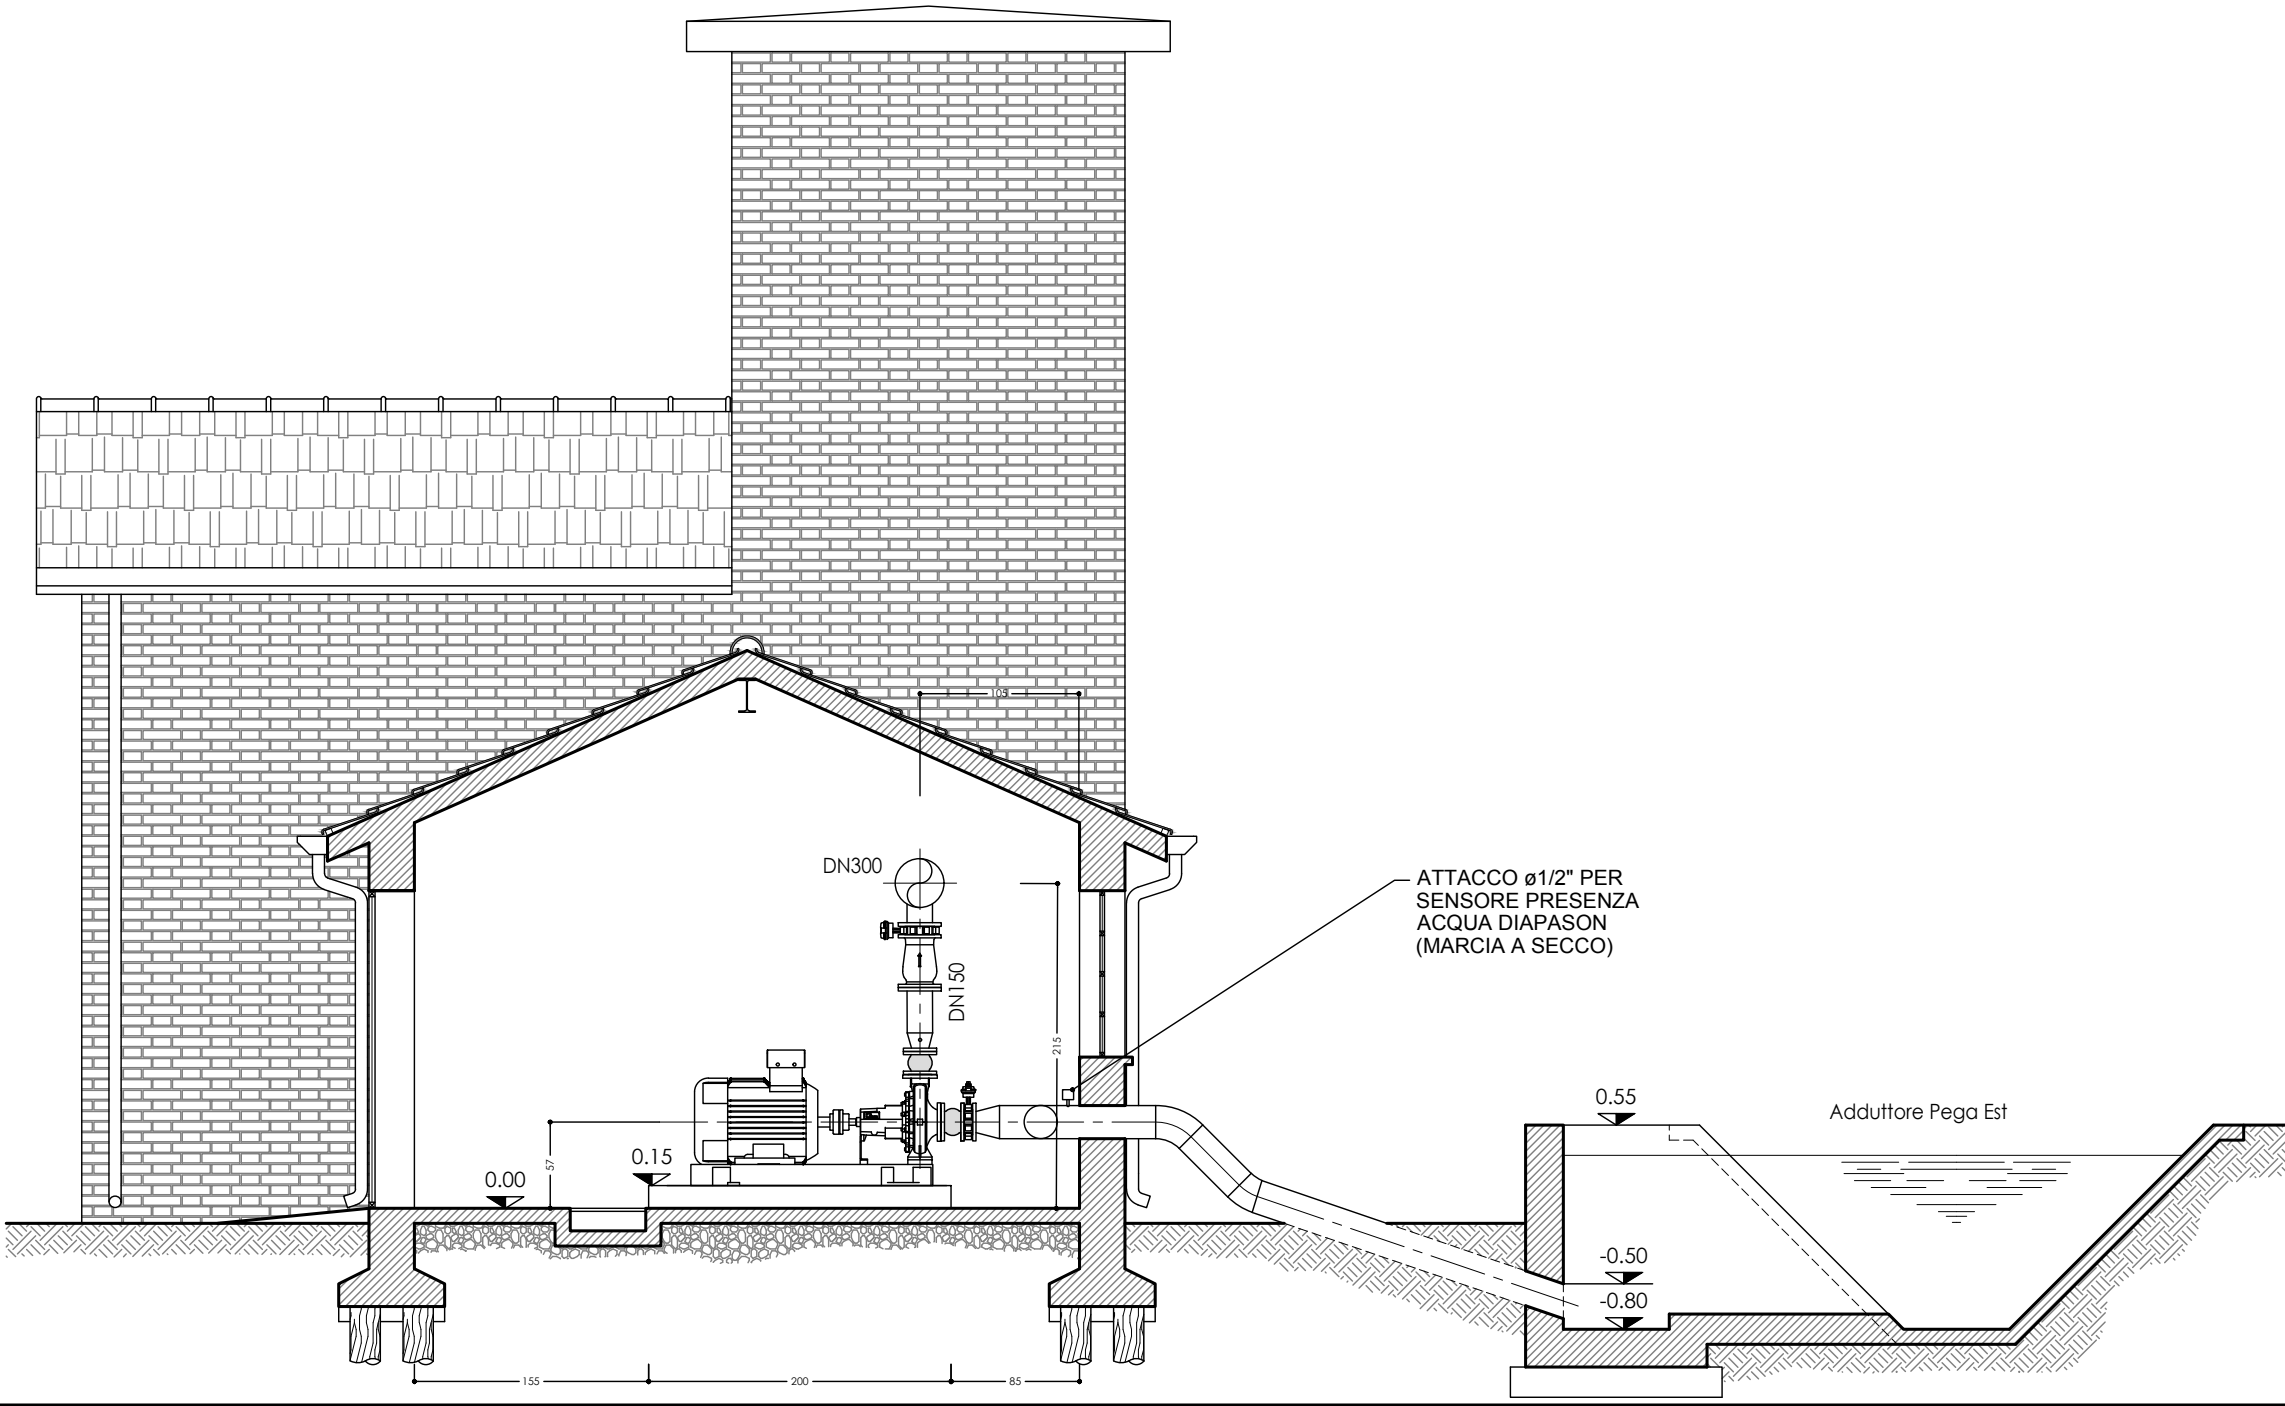 105
DN300
ATTACCO ø1/2" PER
SENSORE PRESENZA
ACQUA DIAPASON
(MARCIA A SECCO)
DN150
215
0.55
Adduttore Pega Est
57
0.15
0.00
-0.50
-0.80
155
200
85